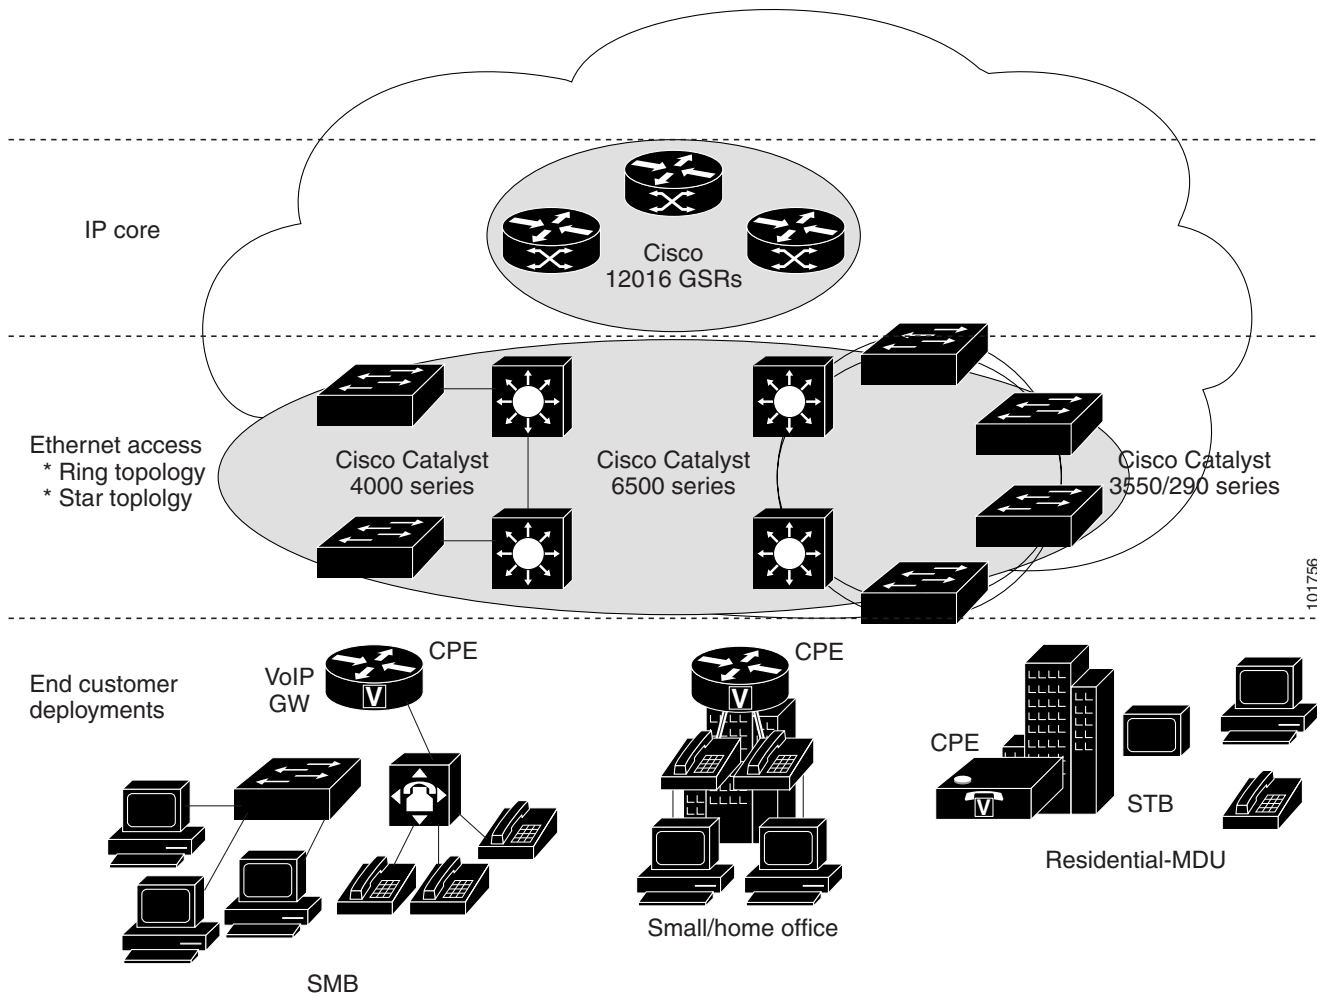 IP core
Cisco
12016 GSRs
Ethernet access
* Ring topology
* Star toplolgy
Cisco Catalyst
4000 series
Cisco Catalyst
6500 series
Cisco Catalyst
3550/290 series
101756
End customer
deployments
VoIP
GW
CPE
V
SMB
CPE
V
Small/home office
CPE
V
STB
Residential-MDU